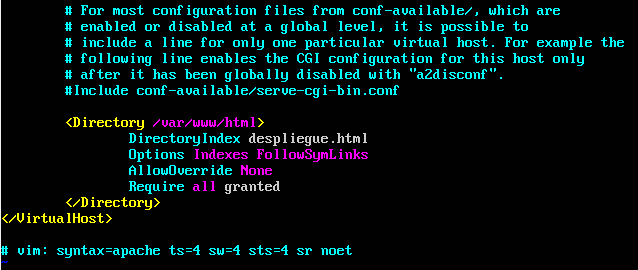 # For most configuration files from conf-available/, which are
# enabled or disabled at a global level, it is possible to
# include a line for only one particular virtual host. For example the
# following line enables the CGI configuration for this host only
# after it has been globally disabled with "a2disconf".
#Include conf-available/serve-cgi-bin.conf
<Directory /var/www/html>
DirectoryIndex despliegue.html
Options Indexes FollowSymLinks
AllowOverride None
Require all granted
</Directory>
</VirtualHost>
# vim: syntax=apache ts=4 sw=4 sts=4 sr noet